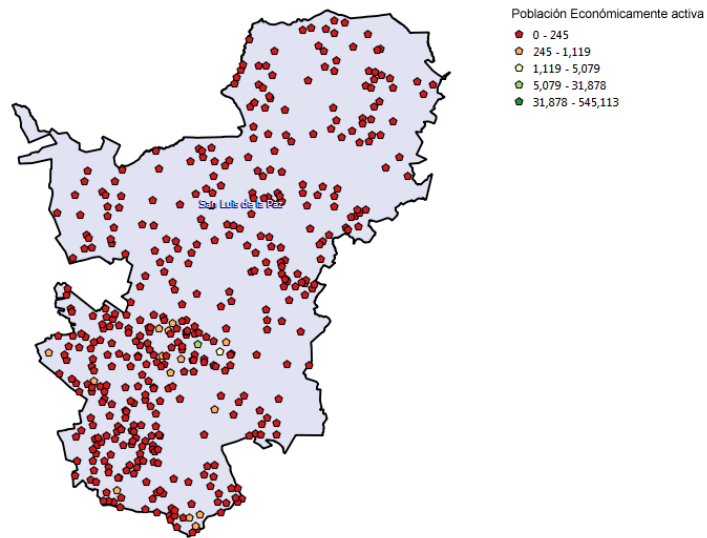 Población Económicamente activa
0 - 245
245 - 1,119
1,119 - 5,079
5,079 - 31,878
31,878 - 545,113
San Luis de la Paz